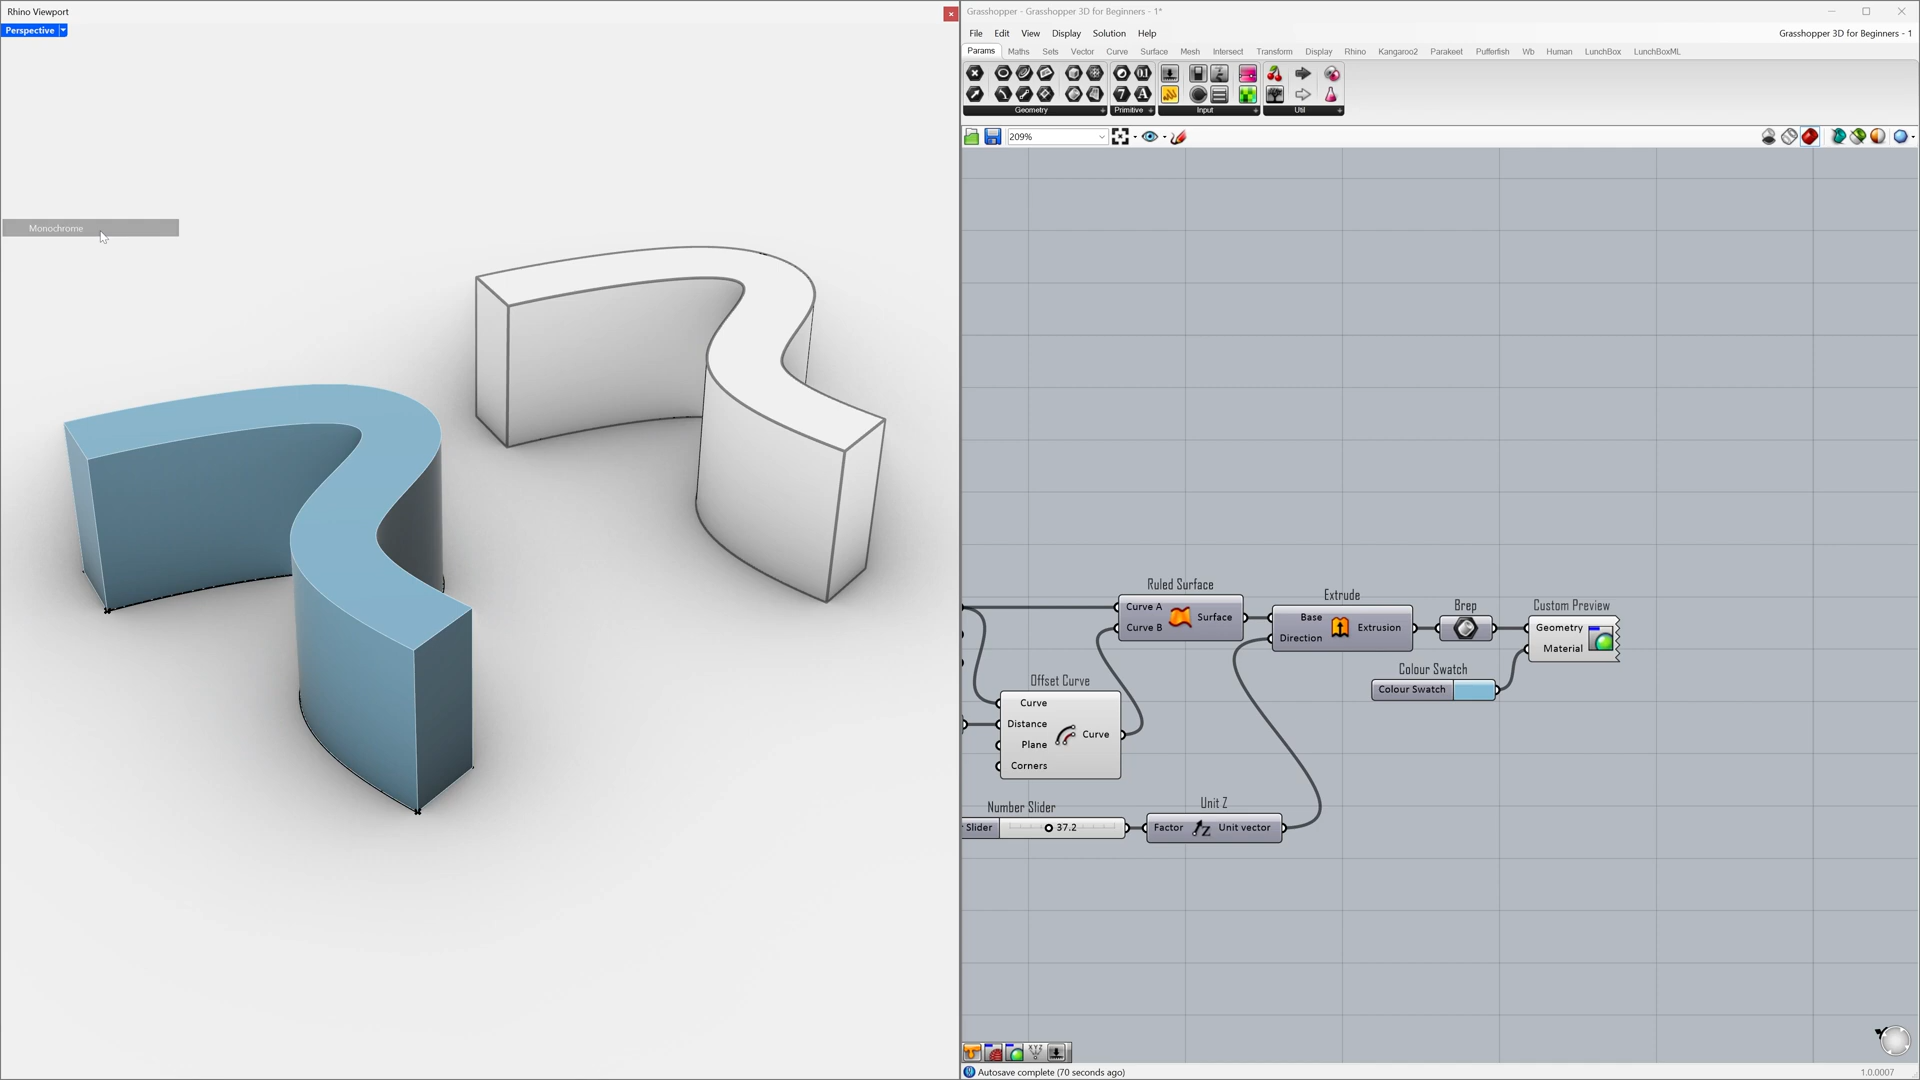 Rhino Viewport
Perspective
Monochrome
Grasshopper - Grasshopper 3D for Beginners - 1*
File Edit View Display Solution Help
Grasshopper 3D for Beginners - 1
Params Maths Sets Vector Curve Surface Mesh Intersect Transform Display Rhino Kangaroo2 Parakeet Pufferfish Wb Human LunchBox LunchBoxML
Geometry
Primitive
Input
Util
209%
Ruled Surface
Curve A
Curve B
Surface
Extrude
Base
Direction
Extrusion
Brep
Custom Preview
Geometry
Material
Colour Swatch
Colour Swatch
Offset Curve
Curve
Distance
Plane
Corners
Curve
Number Slider
Slider
37.2
Unit Z
Factor
Unit vector
Autosave complete (70 seconds ago)
1.0.0007